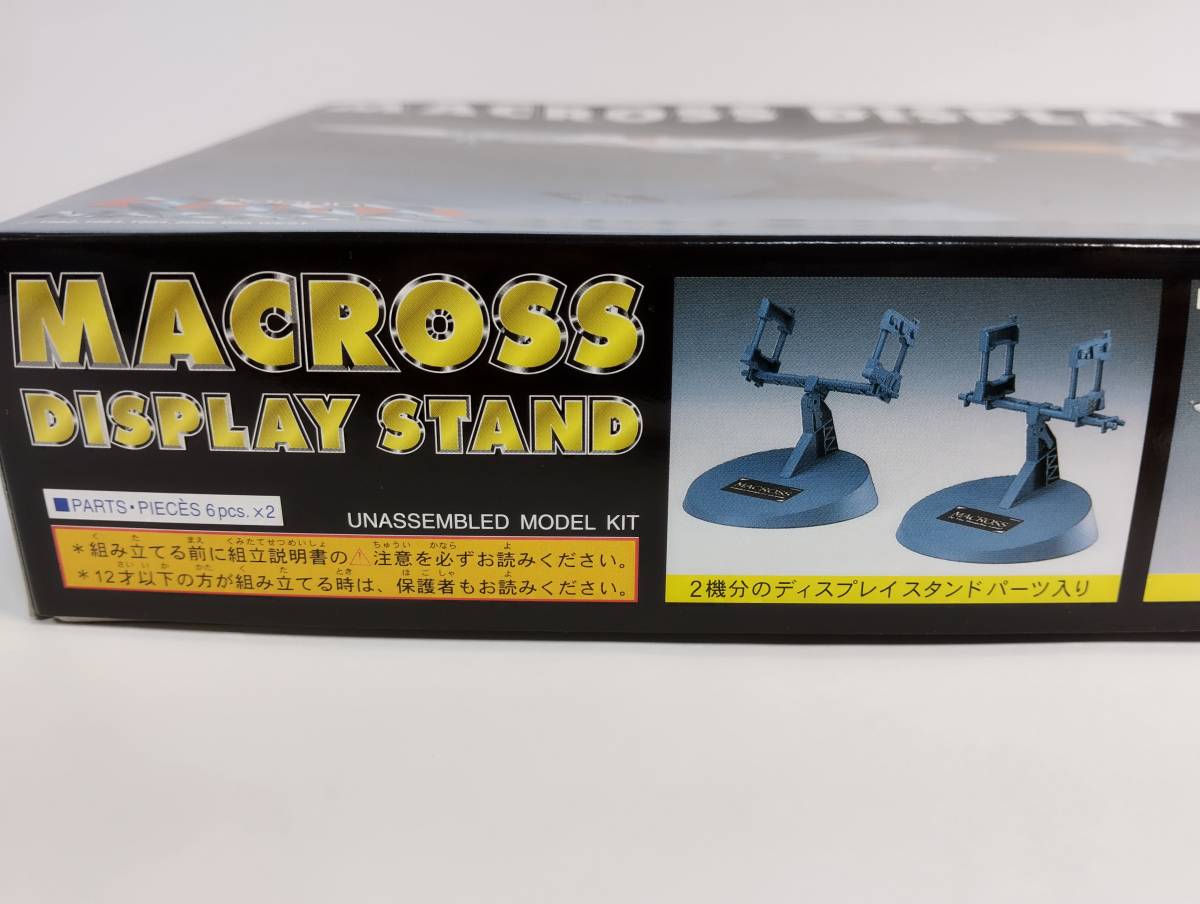 MACROSS DISPLAY
MACROSS
DISPLAY STAND
■PARTS・PIECÈS 6pcs.×2
UNASSEMBLED MODEL KIT
＊組み立てる前に組立説明書の⚠注意を必ずお読みください。
＊12才以下の方が組み立てる時は、保護者もお読みください。
MACROSS
MACROSS
2機分のディスプレイスタンドパーツ入り